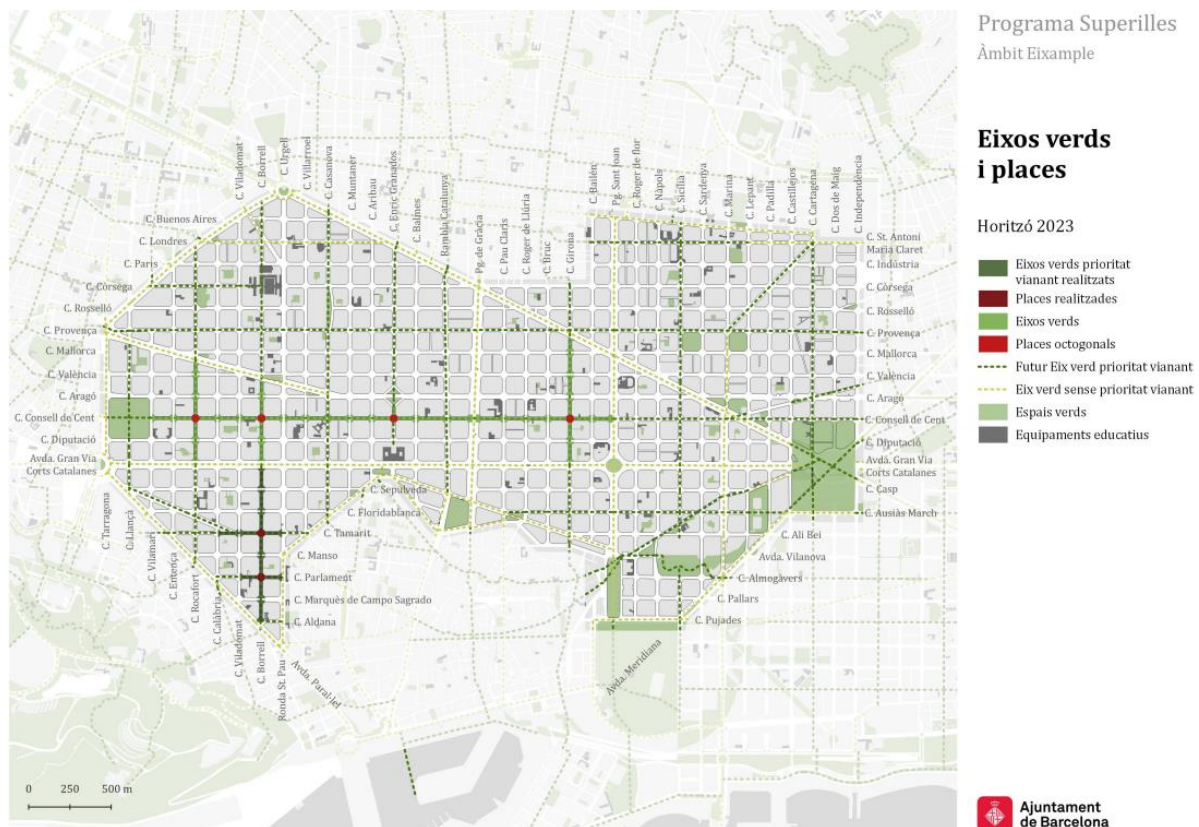 Programa Superilles
Àmbit Eixample
Eixos verds
i places
Horitzó 2023
Eixos verds prioritat
vianant realitzats
Places realitzades
Eixos verds
Places octogonals
Futur Eix verd prioritat vianant
Eix verd sense prioritat vianant
Espais verds
Equipaments educatius
C. Viladomat
C. Borrell
C. Urgell
C. Villarroel
C. Casanova
C. Muntaner
C. Aribau
C. Enric Granados
C. Balmes
Rambla Catalunya
Pg. de Gràcia
C. Pau Claris
C. Roger de Llúria
C. Bruc
C. Girona
C. Bailén
Pg. Sant Joan
C. Roger de flor
C. Nàpols
C. Sicília
C. Sardenya
C. Marina
C. Lepant
C. Padilla
C. Castillejos
C. Cartagena
C. Dos de Maig
C. Independència
C. Buenos Aires
C. Londres
C. París
C. Còrsega
C. Rosselló
C. Provença
C. Mallorca
C. València
C. Aragó
C. Consell de Cent
C. Diputació
Avda. Gran Via
Corts Catalanes
C. St. Antoni
Maria Claret
C. Indústria
C. Còrsega
C. Rosselló
C. Provença
C. Mallorca
C. València
C. Aragó
C. Consell de Cent
C. Diputació
Avda. Gran Via
Corts Catalanes
C. Casp
C. Ausiàs March
C. Ali Bei
Avda. Vilanova
C. Almogàvers
C. Pallars
C. Pujades
Avda. Meridiana
C. Sepúlveda
C. Floridablanca
C. Tamarit
C. Manso
C. Parlament
C. Marquès de Campo Sagrado
C. Aldana
C. Tarragona
C. Llançà
C. Vilamarí
C. Entença
C. Rocafort
C. Calàbria
C. Viladomat
C. Borrell
Ronda St. Pau
Avda. Paral·lel
0 250 500 m
Ajuntament
de Barcelona